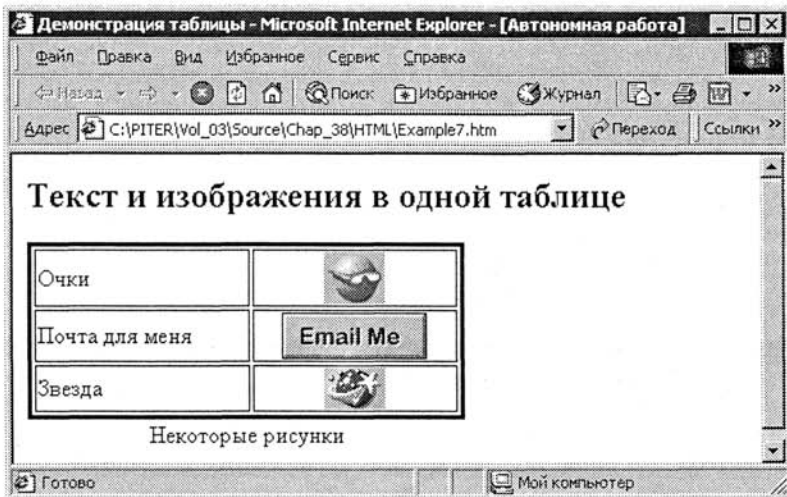 Демонстрация таблицы - Microsoft Internet Explorer - [Автономная работа]
Файл Правка Вид Избранное Сервис Справка
Назад Поиск Избранное Журнал »
Адрес C:\PITER\Vol_03\Source\Chap_38\HTML\Example7.htm Переход Ссылки »
Текст и изображения в одной таблице
Очки
Почта для меня Email Me
Звезда
Некоторые рисунки
Готово Мой компьютер